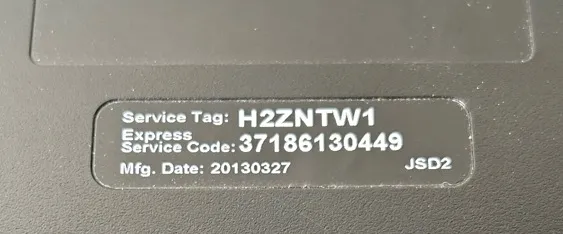 Service Tag: H2ZNTW1
Express
Service Code: 37186130449
Mfg. Date: 20130327 JSD2